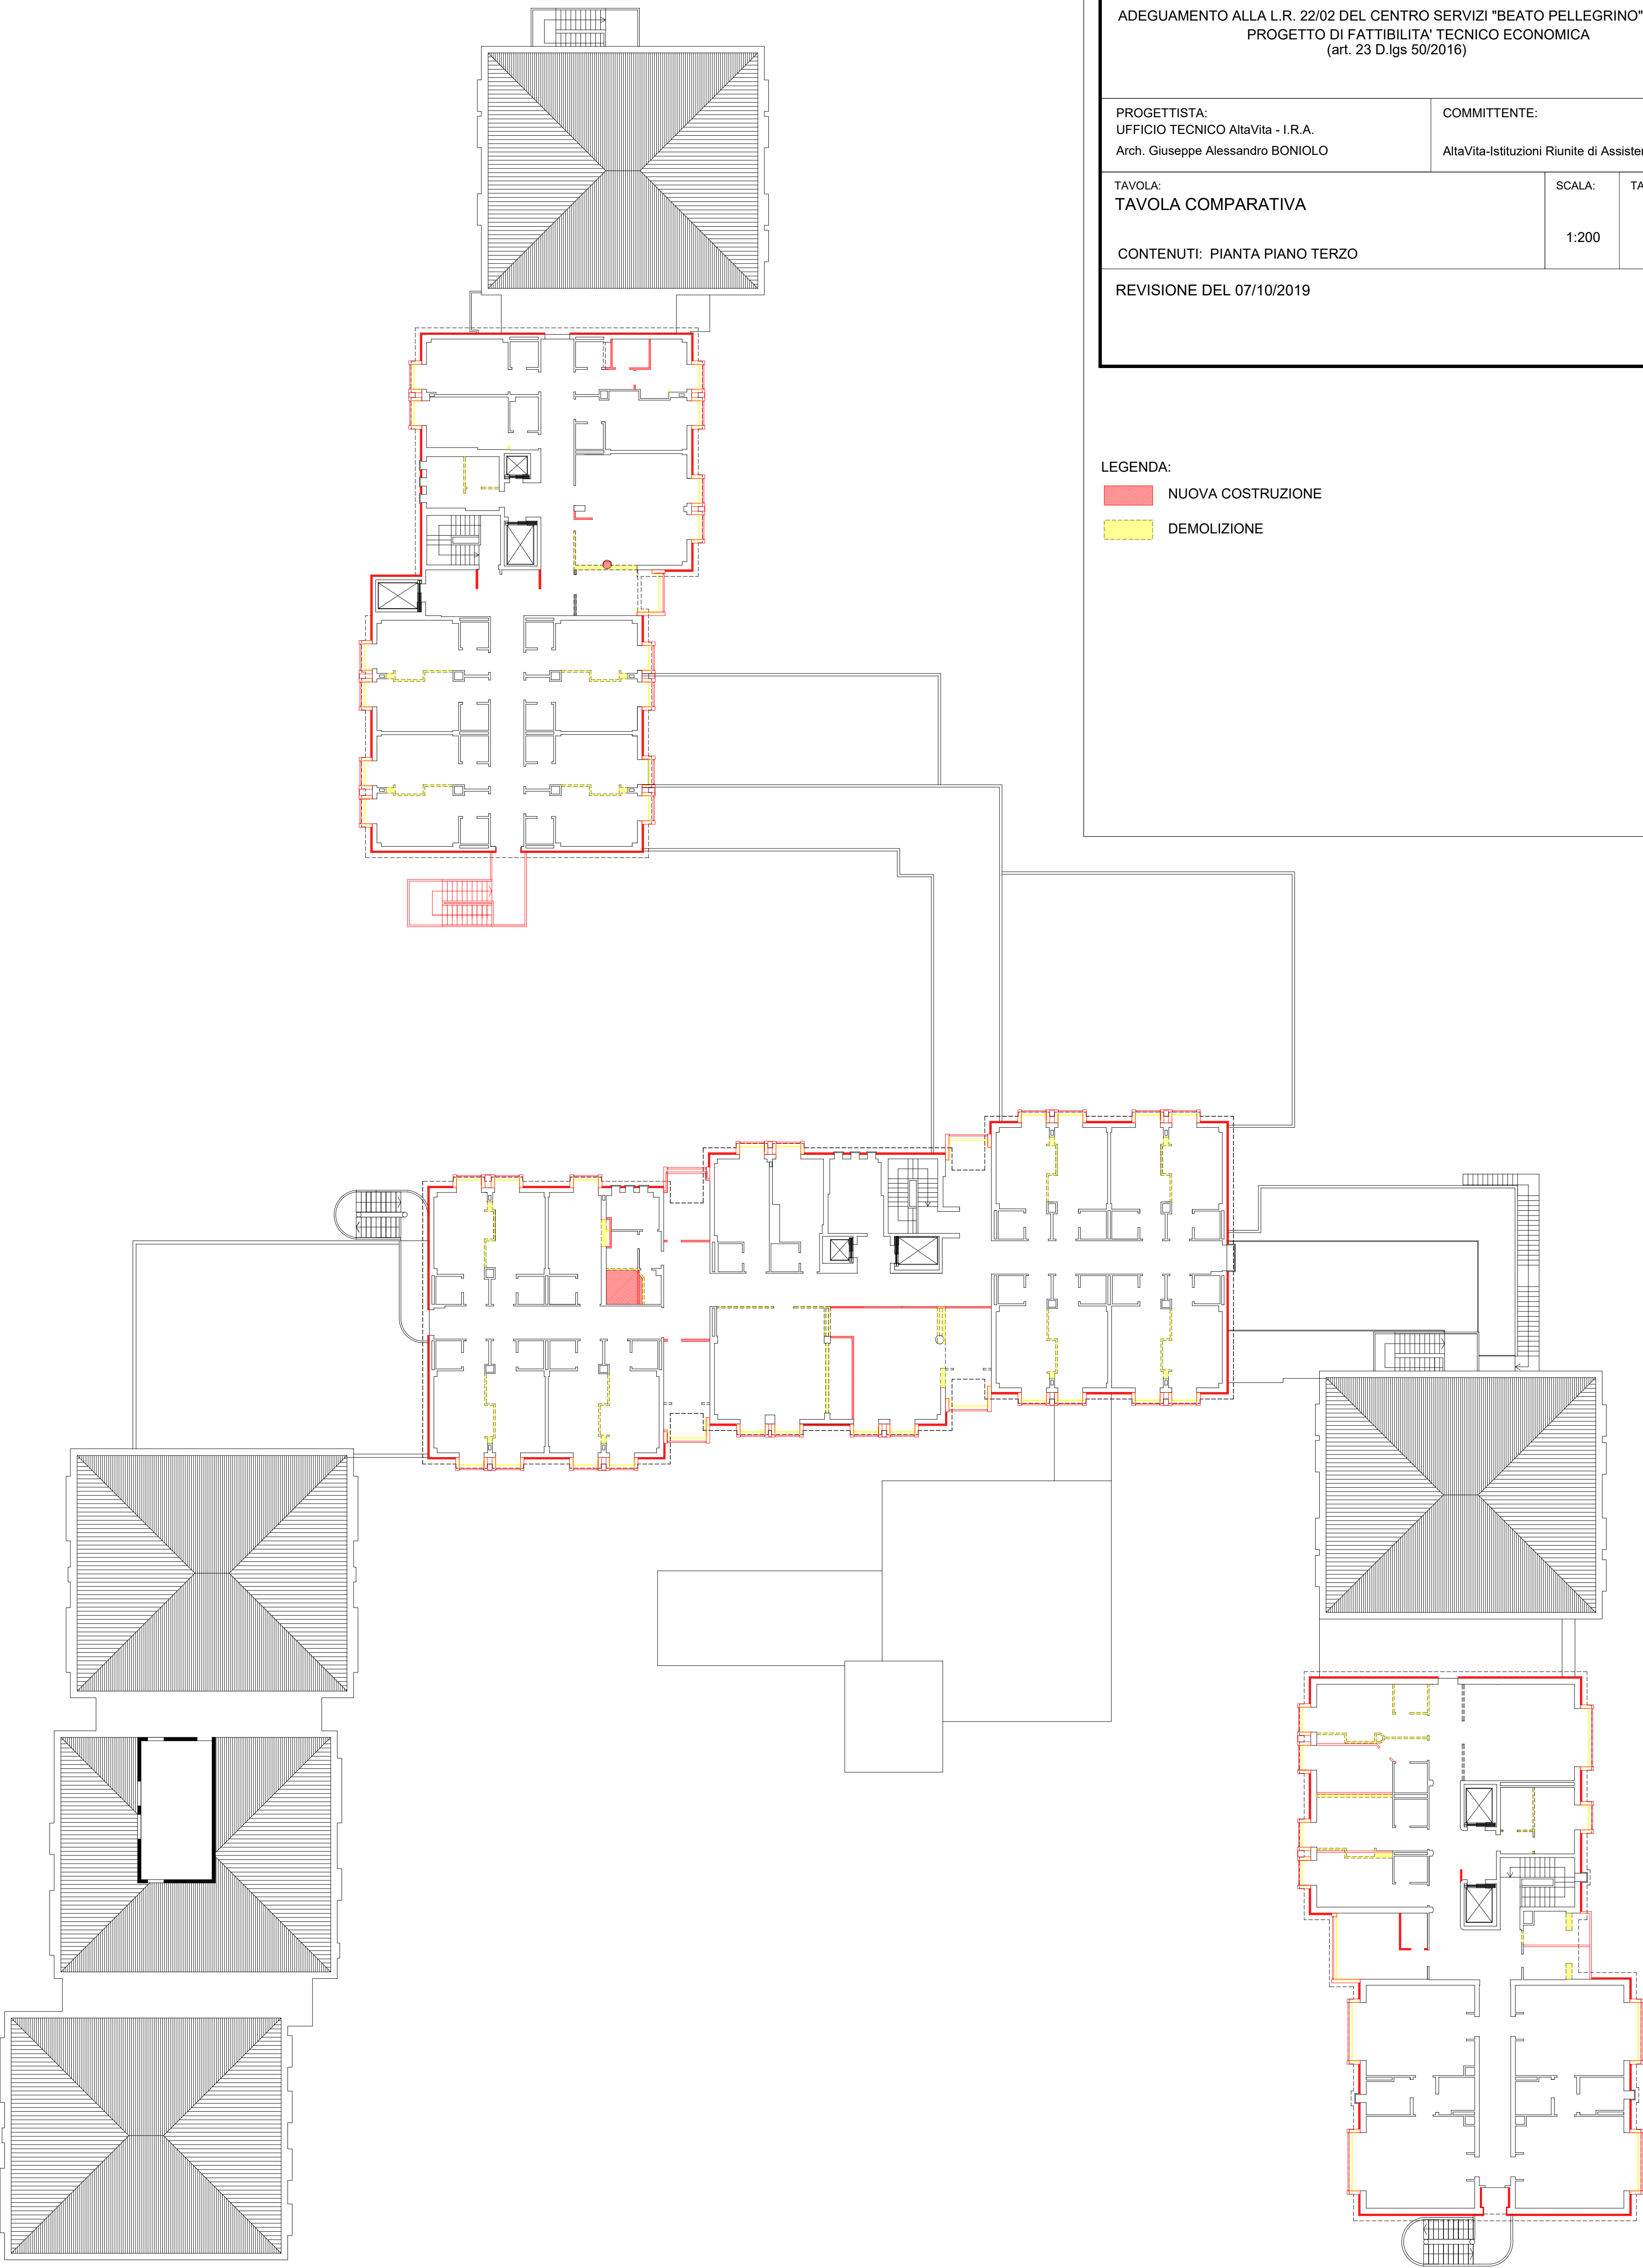 ADEGUAMENTO ALLA L.R. 22/02 DEL CENTRO SERVIZI "BEATO PELLEGRINO"
PROGETTO DI FATTIBILITA' TECNICO ECONOMICA
(art. 23 D.lgs 50/2016)
PROGETTISTA:
UFFICIO TECNICO AltaVita - I.R.A.
Arch. Giuseppe Alessandro BONIOLO
COMMITTENTE:
AltaVita-Istituzioni Riunite di
TAVOLA:
TAVOLA COMPARATIVA
CONTENUTI: PIANTA PIANO TERZO
SCALA:
1:200
REVISIONE DEL 07/10/2019
LEGENDA:
NUOVA COSTRUZIONE
DEMOLIZIONE